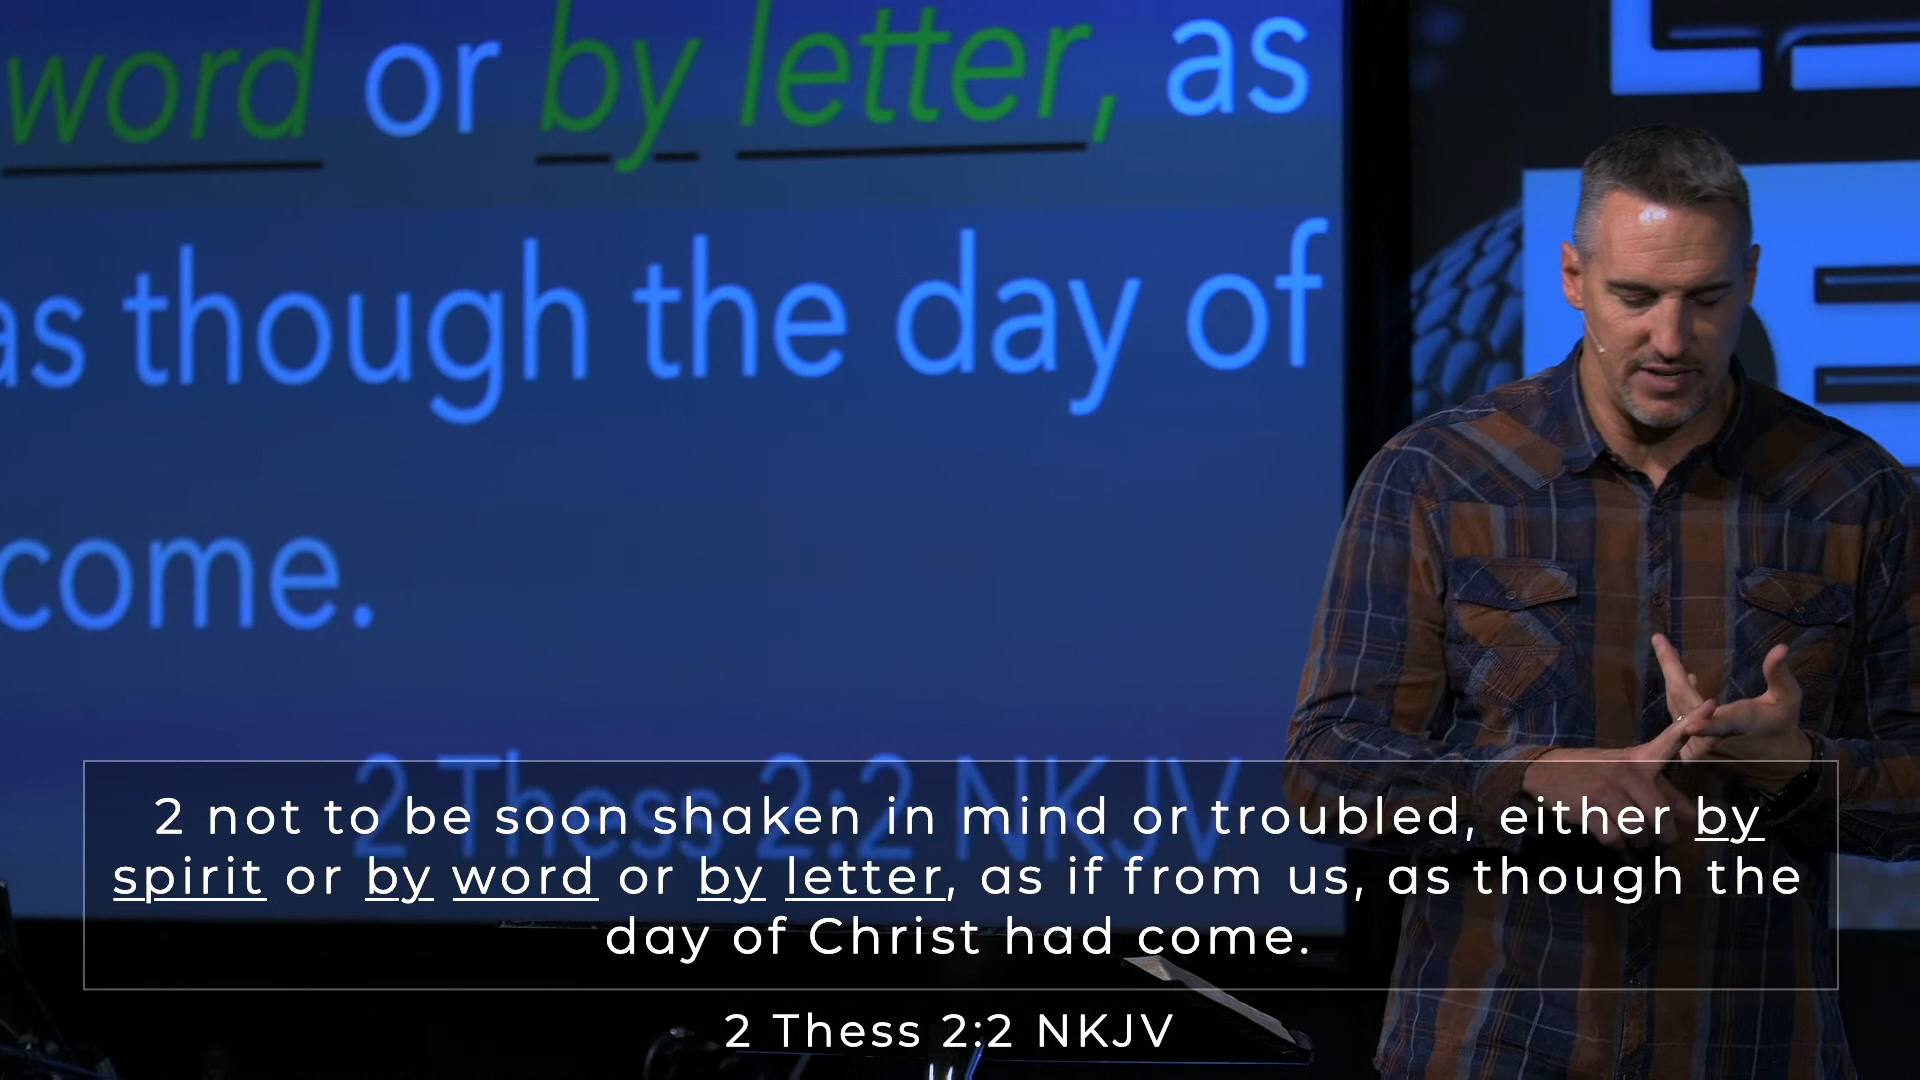 word or by letter, as
as though the day of
come.
2 Thess 2:2 NKJV
2 not to be soon shaken in mind or troubled, either by
spirit or by word or by letter, as if from us, as though the
day of Christ had come.
2 Thess 2:2 NKJV